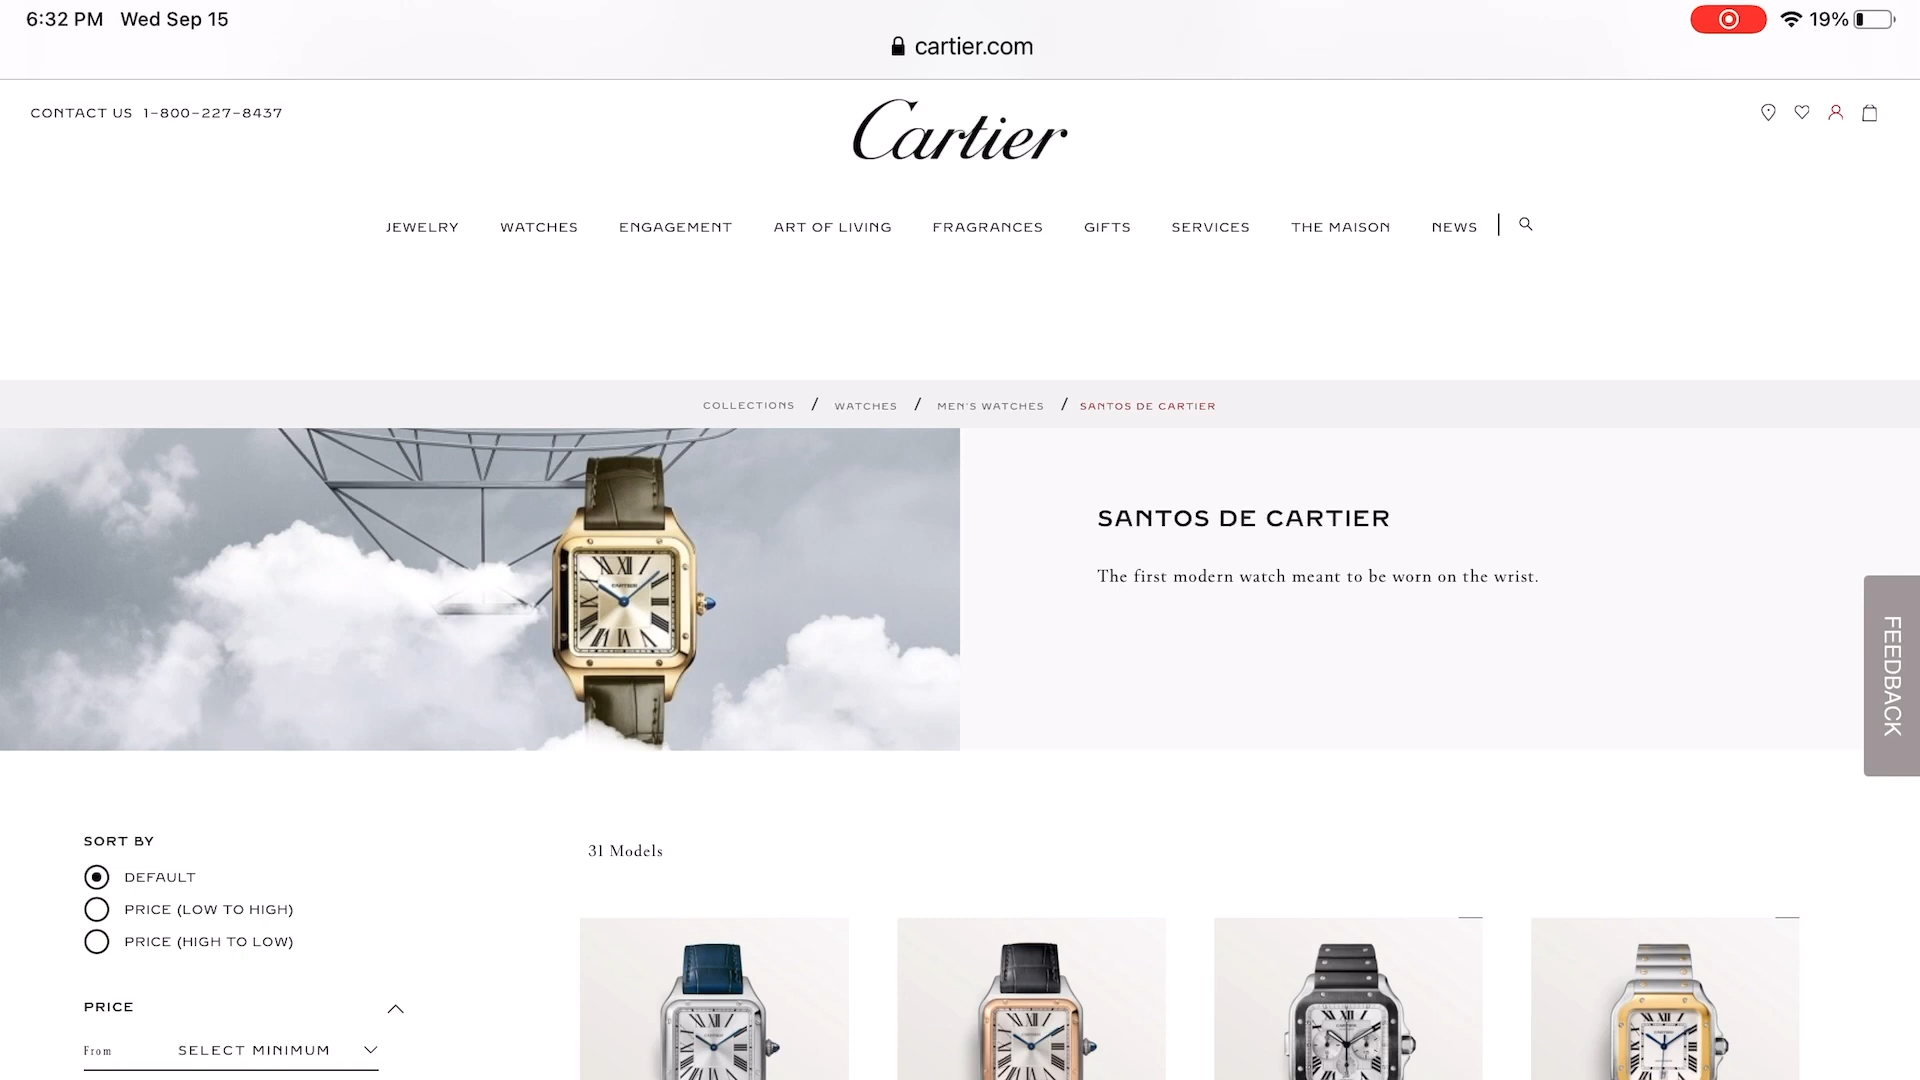 6:32 PM Wed Sep 15
19%
cartier.com
CONTACT US 1-800-227-8437
Cartier
JEWELRY WATCHES ENGAGEMENT ART OF LIVING FRAGRANCES GIFTS SERVICES THE MAISON NEWS
COLLECTIONS / WATCHES / MEN'S WATCHES / SANTOS DE CARTIER
SANTOS DE CARTIER
The first modern watch meant to be worn on the wrist.
CARTIER
FEEDBACK
SORT BY
31 Models
DEFAULT
PRICE (LOW TO HIGH)
PRICE (HIGH TO LOW)
PRICE
From SELECT MINIMUM